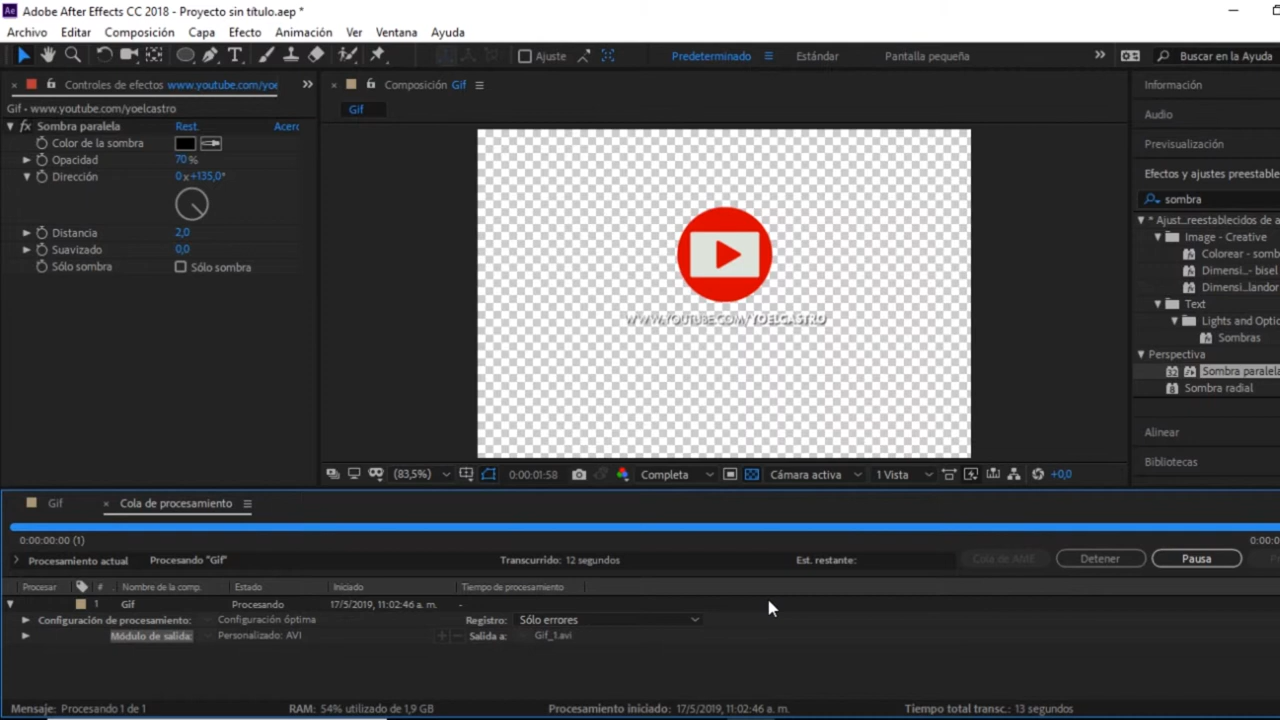 Adobe After Effects CC 2018 - Proyecto sin título.aep *
Archivo Editar Composición Capa Efecto Animación Ver Ventana Ayuda
Ajuste Predeterminado Estándar Pantalla pequeña Buscar en la Ayuda
Controles de efectos www.youtube.com/yoe
Composición Gif
Información
Gif · www.youtube.com/yoelcastro
Gif
Audio
fx Sombra paralela Rest. Acerc
Color de la sombra
Previsualización
Opacidad 70 %
Dirección 0x+135,0°
Efectos y ajustes preestable
sombra
* Ajust...reestablecidos de a
Distancia 2,0
Image - Creative
Suavizado 0,0
Colorear - somb
Sólo sombra Sólo sombra
Dimensi...- bisel
Dimensi...landor
Text
WWW.YOUTUBE.COM/YOELCASTRO
Lights and Optic
Sombras
Perspectiva
Sombra paralela
Sombra radial
Alinear
Bibliotecas
(83,5%) 0:00:01:58 Completa Cámara activa 1 Vista +0,0
Gif Cola de procesamiento
0:00:00:00 (1) 0:00:0
Procesamiento actual Procesando "Gif" Transcurrido: 12 segundos Est. restante: Cola de AME Detener Pausa
Procesar # Nombre de la comp. Estado Iniciado Tiempo de procesamiento
1 Gif Procesando 17/5/2019, 11:02:46 a. m. -
Configuración de procesamiento: Configuración óptima Registro: Sólo errores
Módulo de salida: Personalizado: AVI Salida a: Gif_1.avi
Mensaje: Procesando 1 de 1 RAM: 54% utilizado de 1,9 GB Procesamiento iniciado: 17/5/2019, 11:02:46 a. m. Tiempo total transc.: 13 segundos